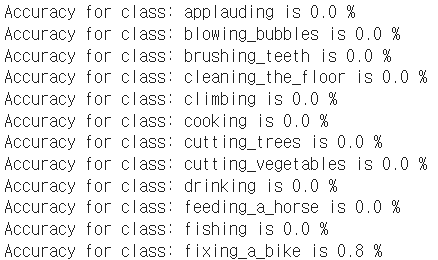 Accuracy for class: applauding is 0.0 %
Accuracy for class: blowing_bubbles is 0.0 %
Accuracy for class: brushing_teeth is 0.0 %
Accuracy for class: cleaning_the_floor is 0.0 %
Accuracy for class: climbing is 0.0 %
Accuracy for class: cooking is 0.0 %
Accuracy for class: cutting_trees is 0.0 %
Accuracy for class: cutting_vegetables is 0.0 %
Accuracy for class: drinking is 0.0 %
Accuracy for class: feeding_a_horse is 0.0 %
Accuracy for class: fishing is 0.0 %
Accuracy for class: fixing_a_bike is 0.8 %